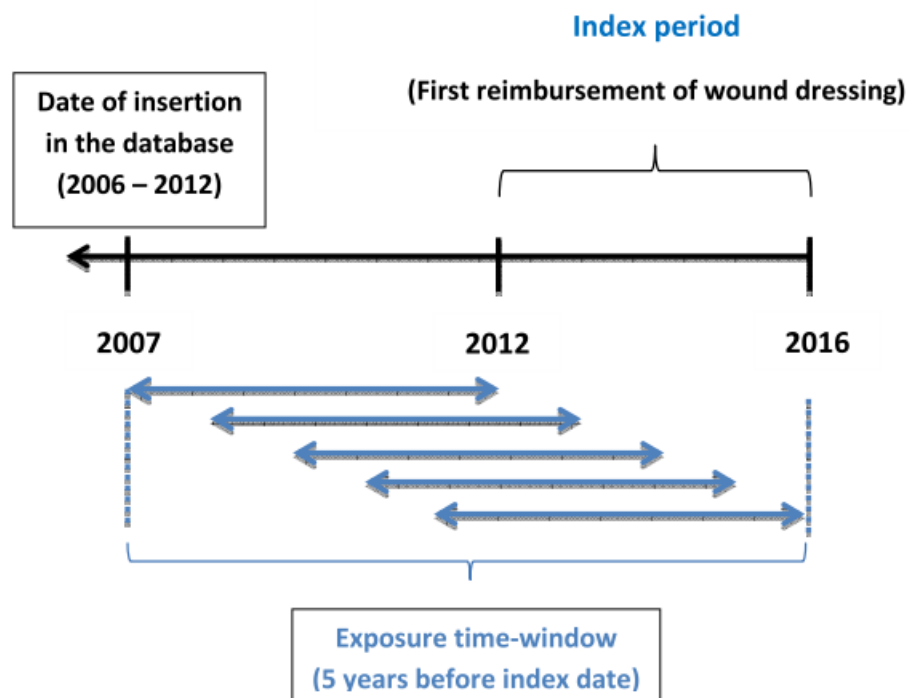 Index period
(First reimbursement of wound dressing)
Date of insertion
in the database
(2006 – 2012)
2007
2012
2016
Exposure time-window
(5 years before index date)